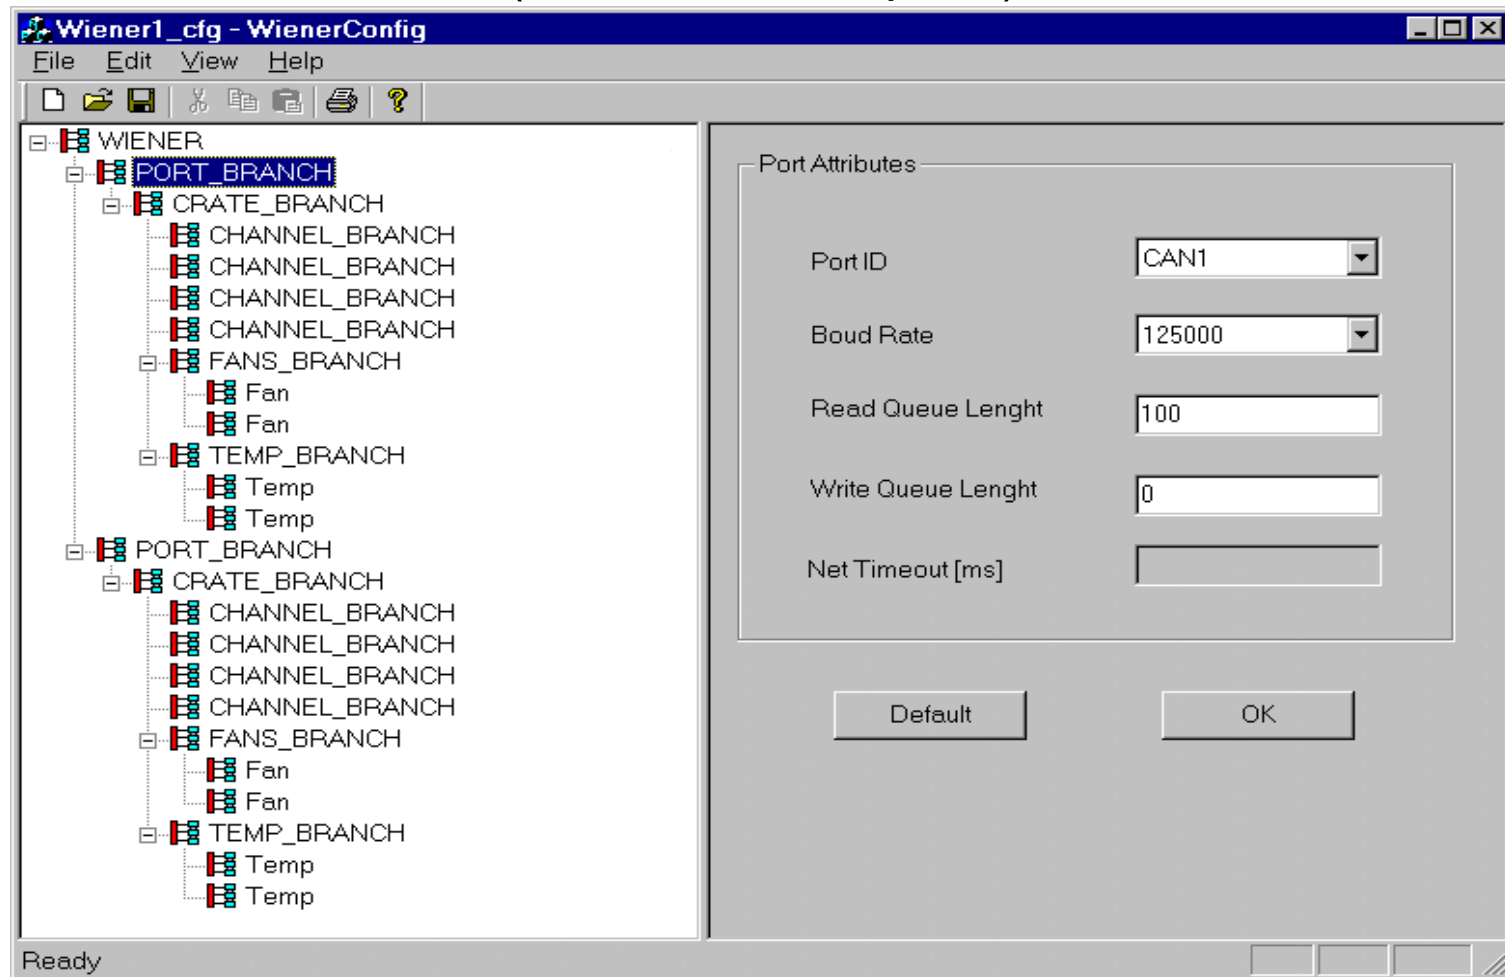 Wiener1_cfg - WienerConfig
File Edit View Help
WIENER
PORT_BRANCH
CRATE_BRANCH
CHANNEL_BRANCH
CHANNEL_BRANCH
CHANNEL_BRANCH
CHANNEL_BRANCH
FANS_BRANCH
Fan
Fan
TEMP_BRANCH
Temp
Temp
PORT_BRANCH
CRATE_BRANCH
CHANNEL_BRANCH
CHANNEL_BRANCH
CHANNEL_BRANCH
CHANNEL_BRANCH
FANS_BRANCH
Fan
Fan
TEMP_BRANCH
Temp
Temp
Port Attributes
Port ID CAN1
Boud Rate 125000
Read Queue Lenght 100
Write Queue Lenght 0
Net Timeout [ms]
Default OK
Ready